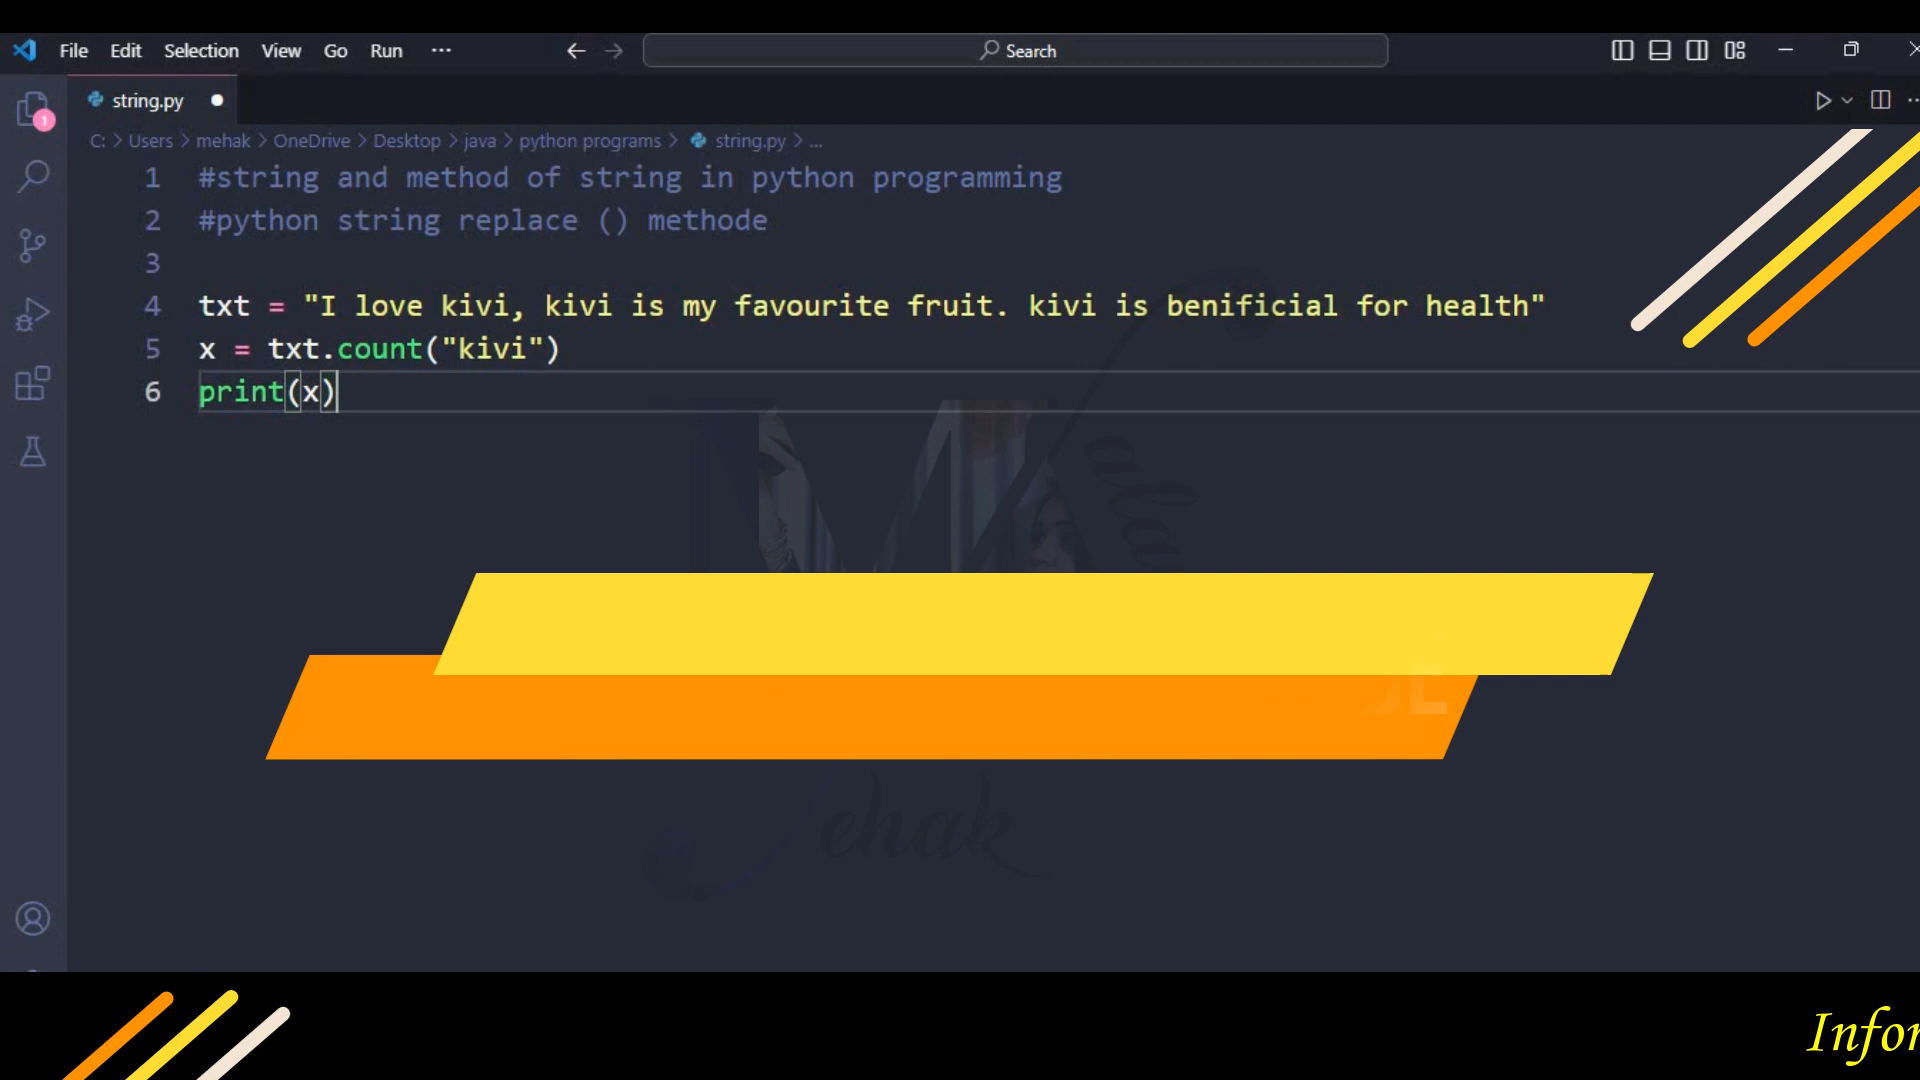 File Edit Selection View Go Run ··· Search
string.py
C: > Users > mehak > OneDrive > Desktop > java > python programs > string.py > ...
1 #string and method of string in python programming
2 #python string replace () methode
3
4 txt = "I love kivi, kivi is my favourite fruit. kivi is benificial for health"
5 x = txt.count("kivi")
6 print(x)
ehak
Infor